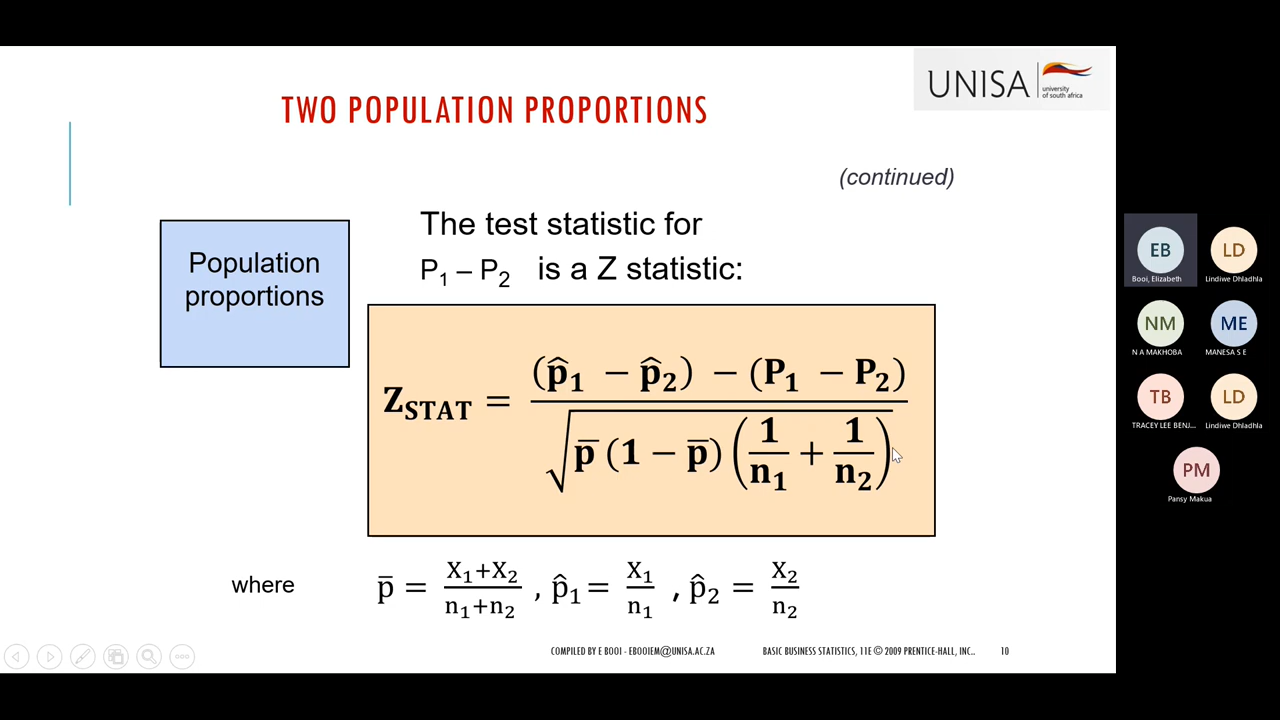 TWO POPULATION PROPORTIONS
UNISA
university
of south africa
(continued)
Population
proportions
The test statistic for
P₁ – P₂ is a Z statistic:
Z_STAT = ((p̂₁ − p̂₂) − (P₁ − P₂)) / √(p̄ (1 − p̄) (1/n₁ + 1/n₂))
where p̄ = (X₁+X₂)/(n₁+n₂) , p̂₁ = X₁/n₁ , p̂₂ = X₂/n₂
COMPILED BY E BOOI - EBOOIEM@UNISA.AC.ZA
BASIC BUSINESS STATISTICS, 11E © 2009 PRENTICE-HALL, INC..
10
EB
Booi, Elizabeth
LD
Lindiwe Dhladhla
NM
N A MAKHOBA
ME
MANESA S E
TB
TRACEY LEE BENJ...
LD
Lindiwe Dhladhla
PM
Pansy Makua